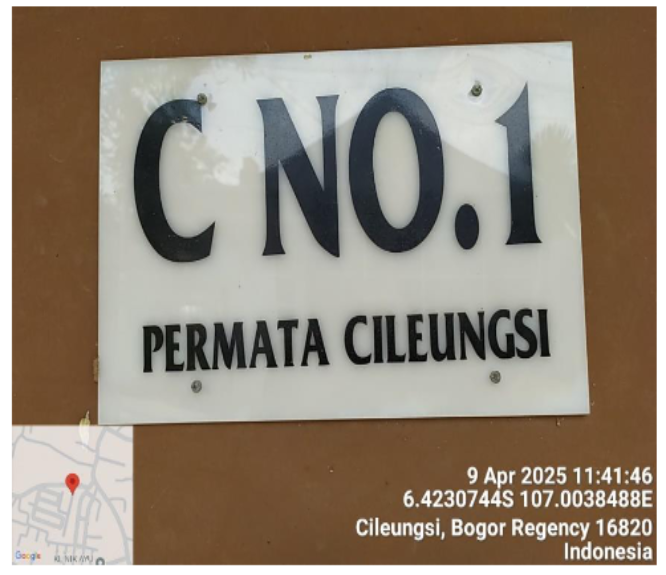 C NO.1
PERMATA CILEUNGSI
9 Apr 2025 11:41:46
6.4230744S 107.0038488E
Cileungsi, Bogor Regency 16820
Indonesia
Google